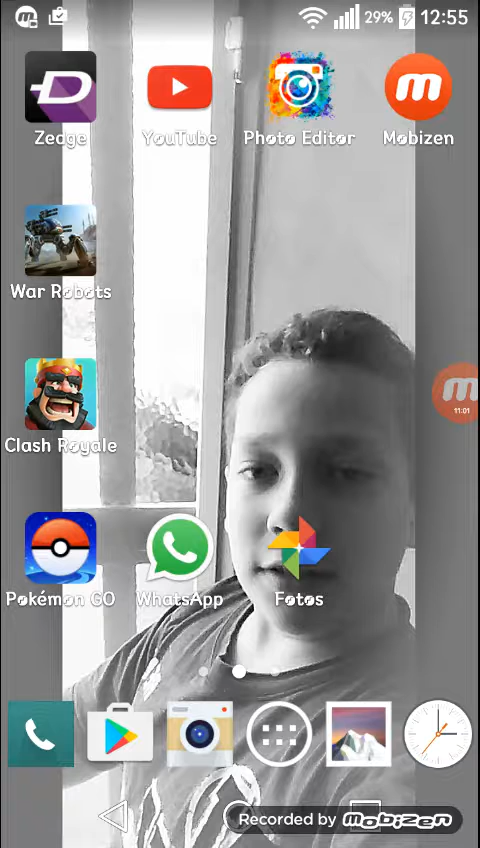 29% 12:55
Zedge YouTube Photo Editor Mobizen
War Robots
11:01
Clash Royale
Pokémon GO WhatsApp Fotos
Recorded by Mobizen